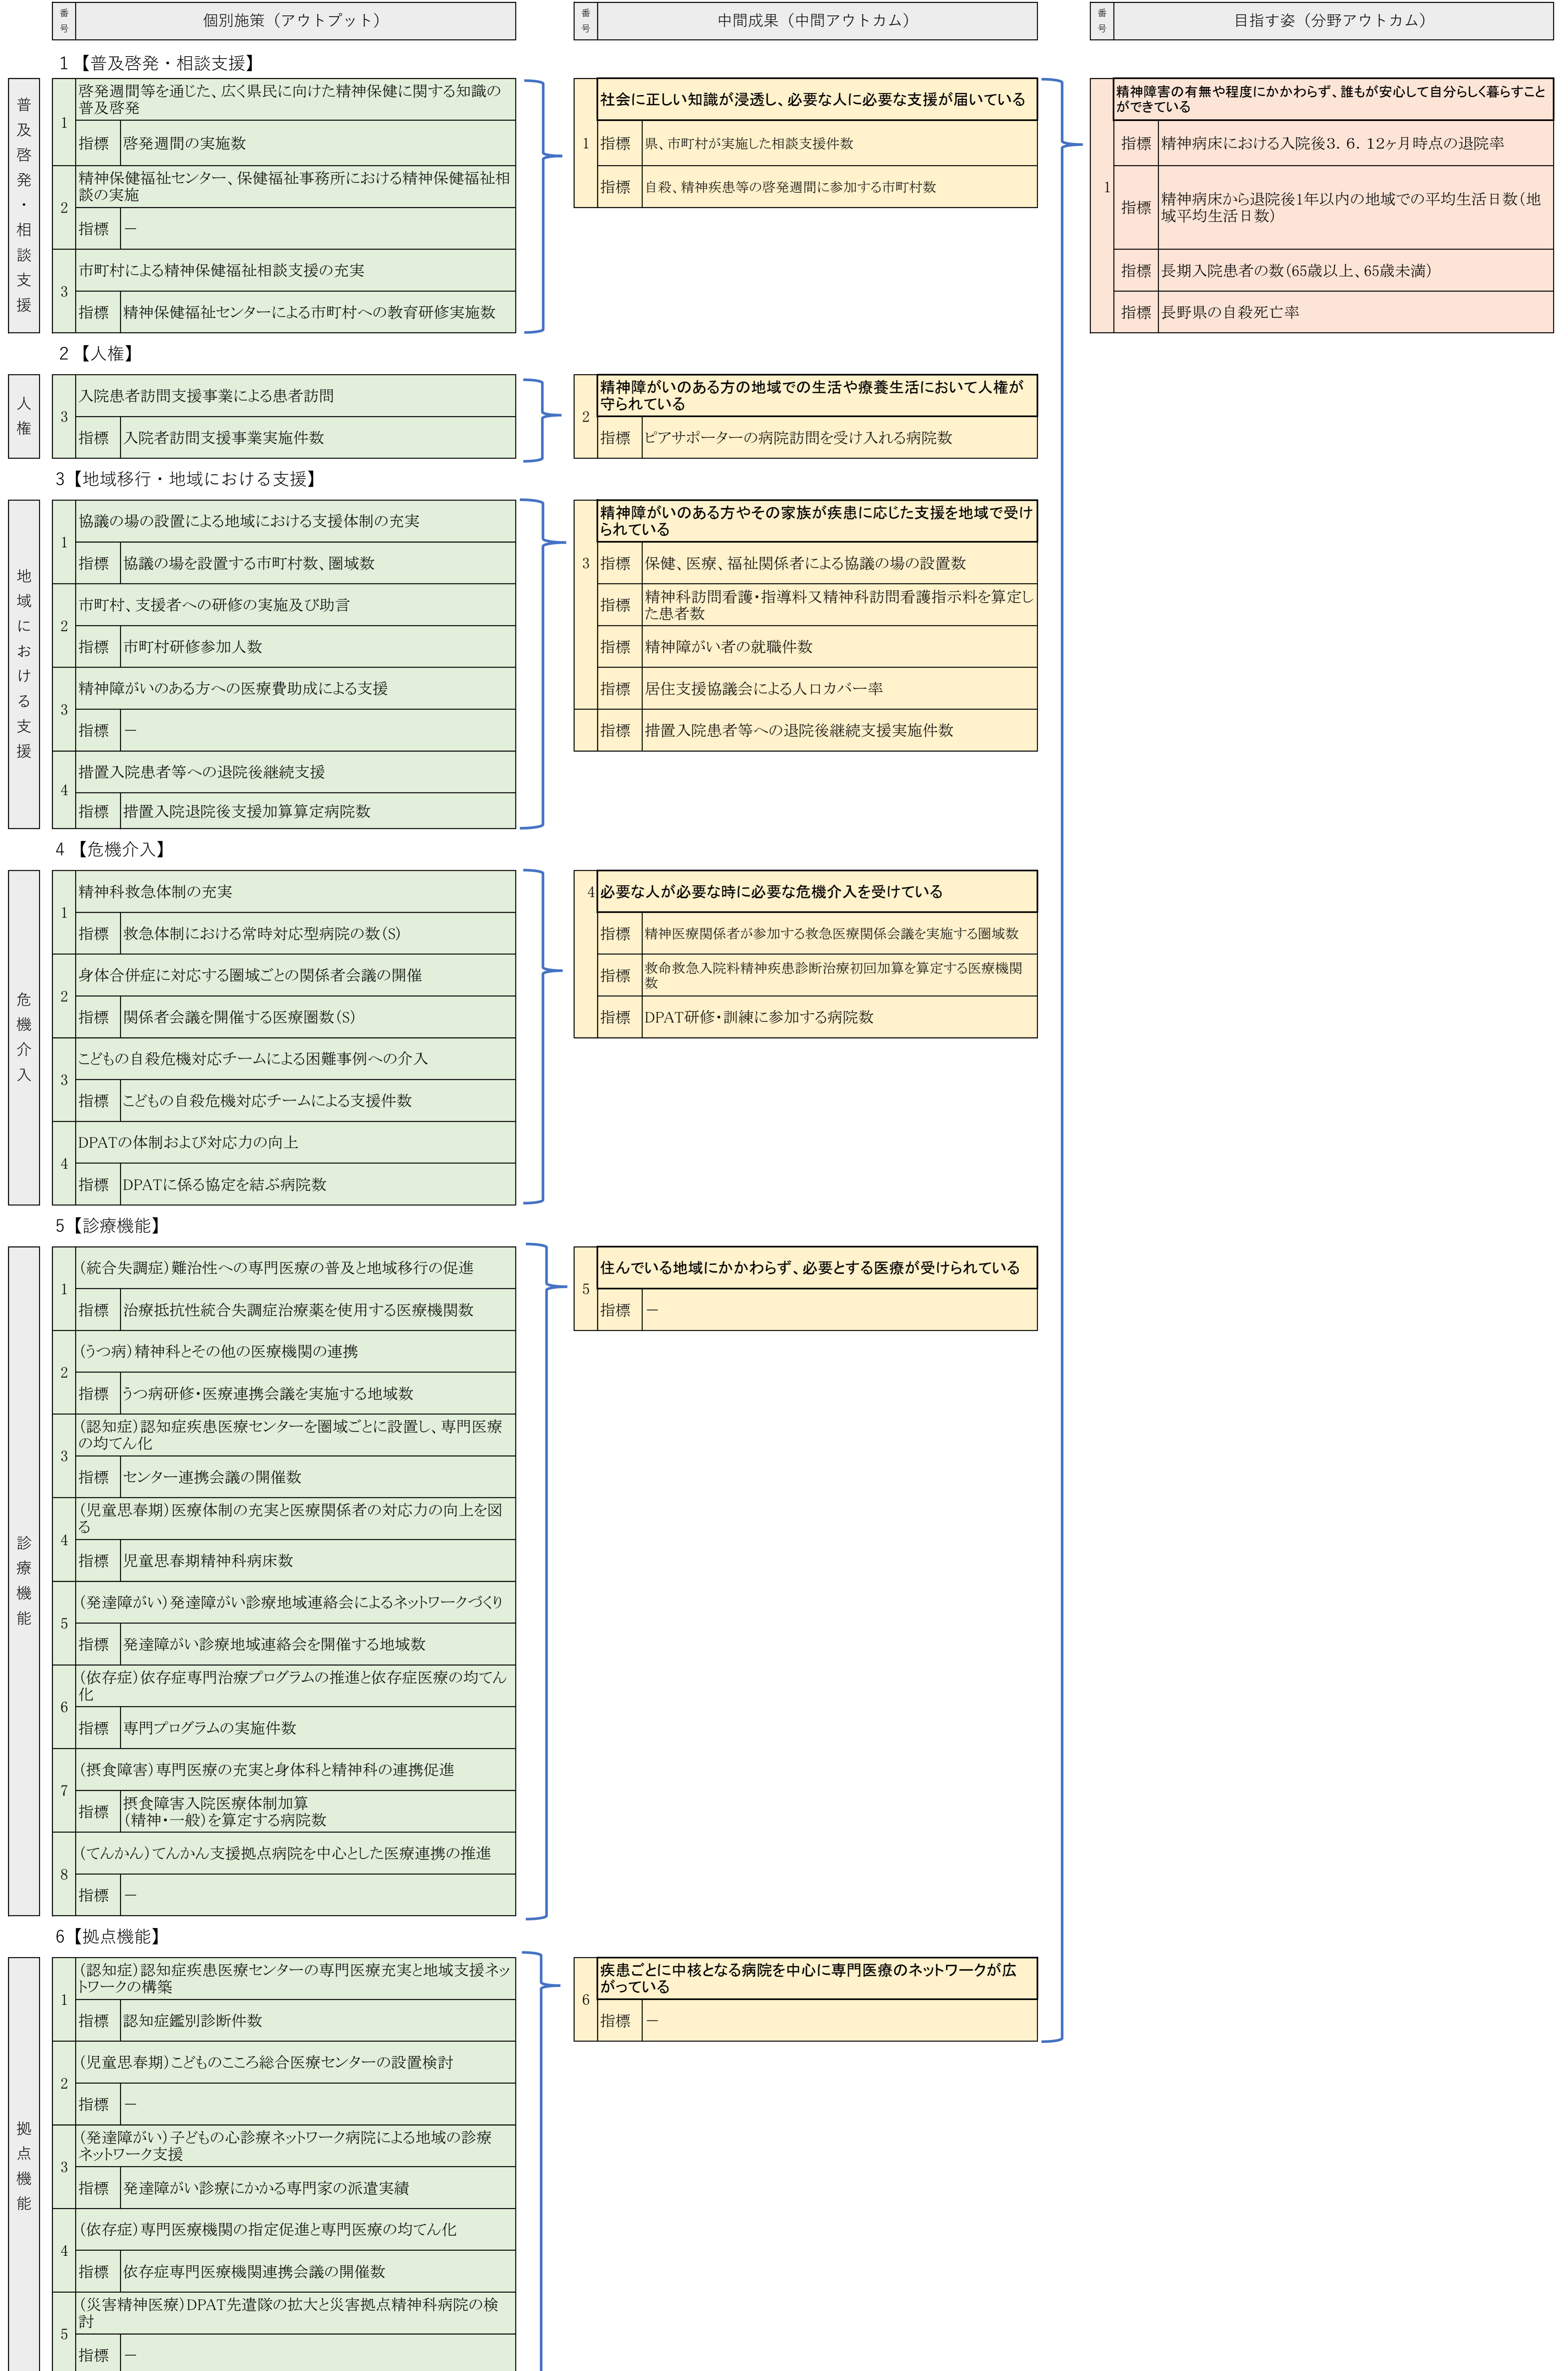 番号
個別施策（アウトプット）
番号
中間成果（中間アウトカム）
番号
目指す姿（分野アウトカム）
1 【普及啓発・相談支援】
普及啓発・相談支援
1
啓発週間等を通じた、広く県民に向けた精神保健に関する知識の
普及啓発
指標
啓発週間の実施数
2
精神保健福祉センター、保健福祉事務所における精神保健福祉相
談の実施
指標
－
3
市町村による精神保健福祉相談支援の充実
指標
精神保健福祉センターによる市町村への教育研修実施数
1
社会に正しい知識が浸透し、必要な人に必要な支援が届いている
指標
県、市町村が実施した相談支援件数
指標
自殺、精神疾患等の啓発週間に参加する市町村数
1
精神障害の有無や程度にかかわらず、誰もが安心して自分らしく暮らすこと
ができている
指標
精神病床における入院後3．6．12ヶ月時点の退院率
指標
精神病床から退院後1年以内の地域での平均生活日数（地
域平均生活日数）
指標
長期入院患者の数（65歳以上、65歳未満）
指標
長野県の自殺死亡率
2 【人権】
人権
3
入院患者訪問支援事業による患者訪問
指標
入院者訪問支援事業実施件数
2
精神障がいのある方の地域での生活や療養生活において人権が
守られている
指標
ピアサポーターの病院訪問を受け入れる病院数
3【地域移行・地域における支援】
地域における支援
1
協議の場の設置による地域における支援体制の充実
指標
協議の場を設置する市町村数、圏域数
2
市町村、支援者への研修の実施及び助言
指標
市町村研修参加人数
3
精神障がいのある方への医療費助成による支援
指標
－
4
措置入院患者等への退院後継続支援
指標
措置入院退院後支援加算算定病院数
3
精神障がいのある方やその家族が疾患に応じた支援を地域で受け
られている
指標
保健、医療、福祉関係者による協議の場の設置数
指標
精神科訪問看護・指導料又精神科訪問看護指示料を算定し
た患者数
指標
精神障がい者の就職件数
指標
居住支援協議会による人口カバー率
指標
措置入院患者等への退院後継続支援実施件数
4 【危機介入】
危機介入
1
精神科救急体制の充実
指標
救急体制における常時対応型病院の数（S）
2
身体合併症に対応する圏域ごとの関係者会議の開催
指標
関係者会議を開催する医療圏数（S）
3
こどもの自殺危機対応チームによる困難事例への介入
指標
こどもの自殺危機対応チームによる支援件数
4
DPATの体制および対応力の向上
指標
DPATに係る協定を結ぶ病院数
4
必要な人が必要な時に必要な危機介入を受けている
指標
精神医療関係者が参加する救急医療関係会議を実施する圏域数
指標
救命救急入院料精神疾患診断治療初回加算を算定する医療機関
数
指標
DPAT研修・訓練に参加する病院数
5【診療機能】
診療機能
1
（統合失調症）難治性への専門医療の普及と地域移行の促進
指標
治療抵抗性統合失調症治療薬を使用する医療機関数
2
（うつ病）精神科とその他の医療機関の連携
指標
うつ病研修・医療連携会議を実施する地域数
3
（認知症）認知症疾患医療センターを圏域ごとに設置し、専門医療
の均てん化
指標
センター連携会議の開催数
4
（児童思春期）医療体制の充実と医療関係者の対応力の向上を図
る
指標
児童思春期精神科病床数
5
（発達障がい）発達障がい診療地域連絡会によるネットワークづくり
指標
発達障がい診療地域連絡会を開催する地域数
6
（依存症）依存症専門治療プログラムの推進と依存症医療の均てん
化
指標
専門プログラムの実施件数
7
（摂食障害）専門医療の充実と身体科と精神科の連携促進
指標
摂食障害入院医療体制加算
（精神・一般）を算定する病院数
8
（てんかん）てんかん支援拠点病院を中心とした医療連携の推進
指標
－
5
住んでいる地域にかかわらず、必要とする医療が受けられている
指標
－
6【拠点機能】
拠点機能
1
（認知症）認知症疾患医療センターの専門医療充実と地域支援ネッ
トワークの構築
指標
認知症鑑別診断件数
2
（児童思春期）こどものこころ総合医療センターの設置検討
指標
－
3
（発達障がい）子どもの心診療ネットワーク病院による地域の診療
ネットワーク支援
指標
発達障がい診療にかかる専門家の派遣実績
4
（依存症）専門医療機関の指定促進と専門医療の均てん化
指標
依存症専門医療機関連携会議の開催数
5
（災害精神医療）DPAT先遣隊の拡大と災害拠点精神科病院の検
討
指標
－
6
疾患ごとに中核となる病院を中心に専門医療のネットワークが広
がっている
指標
－